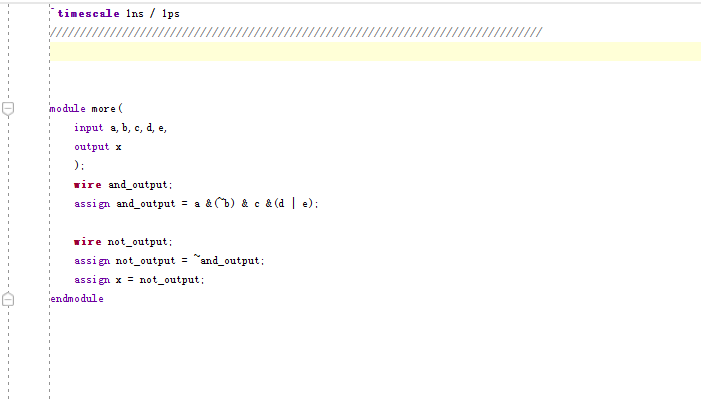 `timescale 1ns / 1ps
//////////////////////////////////////////////////////////////////////////////////
module more(
input a,b,c,d,e,
output x
);
wire and_output;
assign and_output = a &(~b) & c &(d | e);
wire not_output;
assign not_output = ~and_output;
assign x = not_output;
endmodule